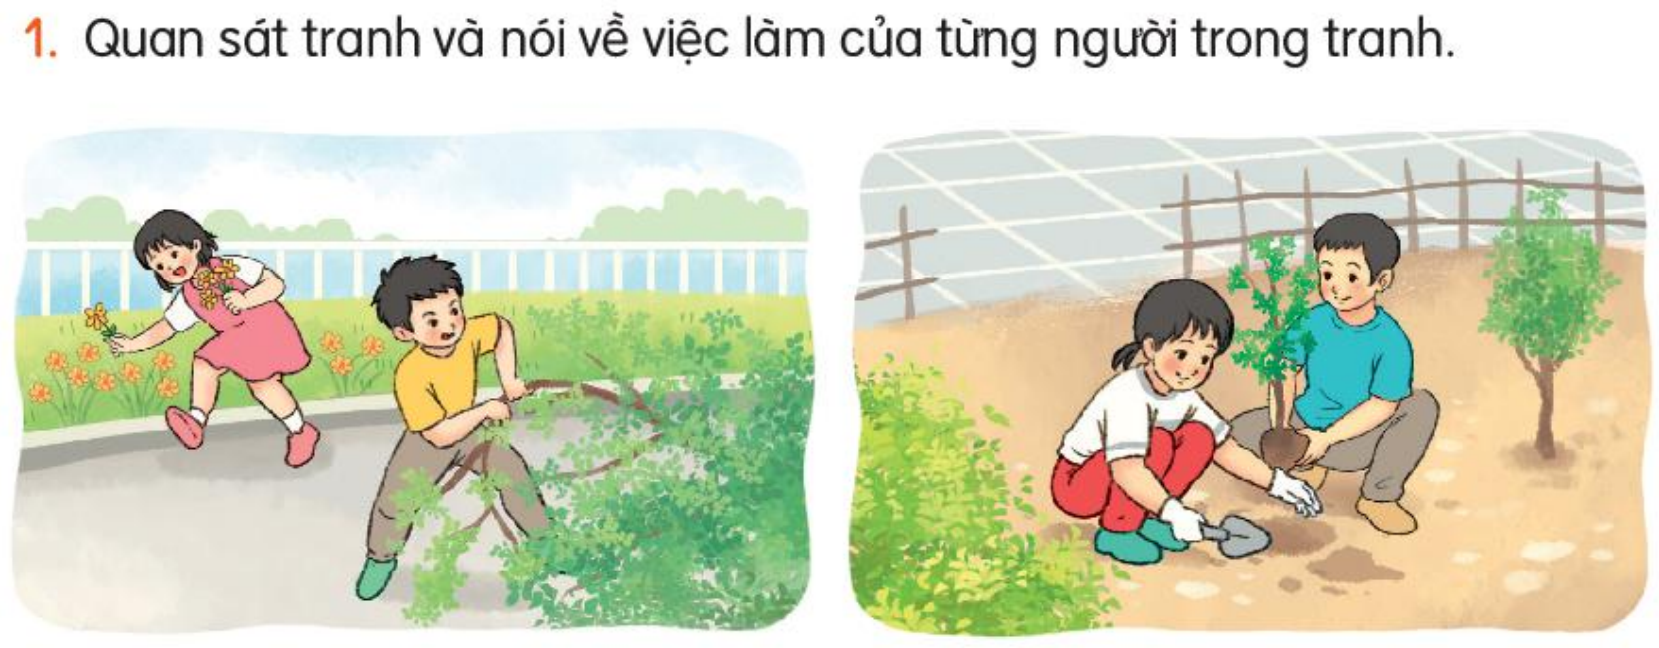 1. Quan sát tranh và nói về việc làm của từng người trong tranh.